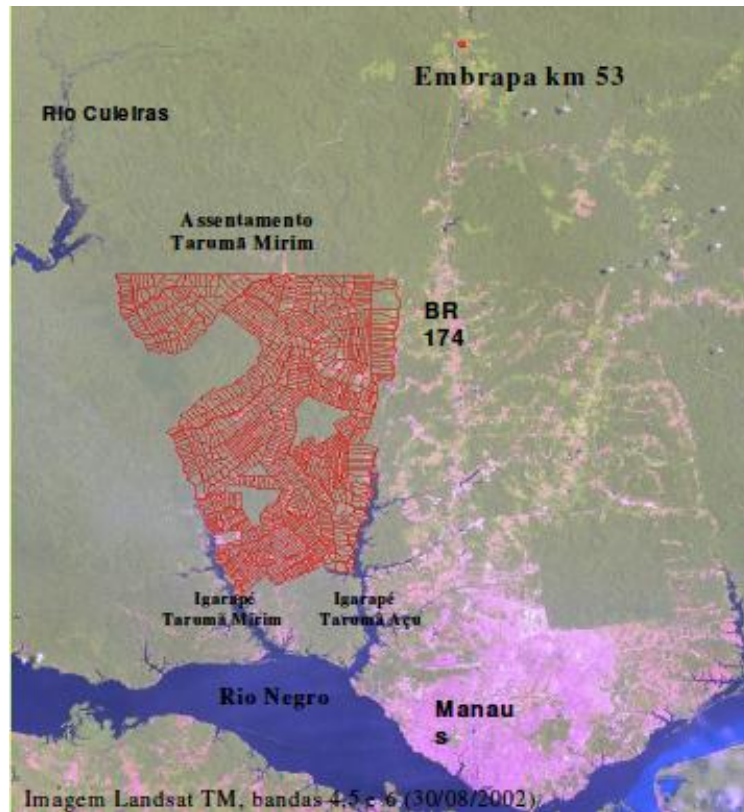 Embrapa km 53
Rio Cuieiras
Assentamento
Tarumã Mirim
BR
174
Igarapé
Tarumã Mirim
Igarapé
Tarumã Açu
Rio Negro
Manau
s
Imagem Landsat TM, bandas 4,5 e 6 (30/08/2002)